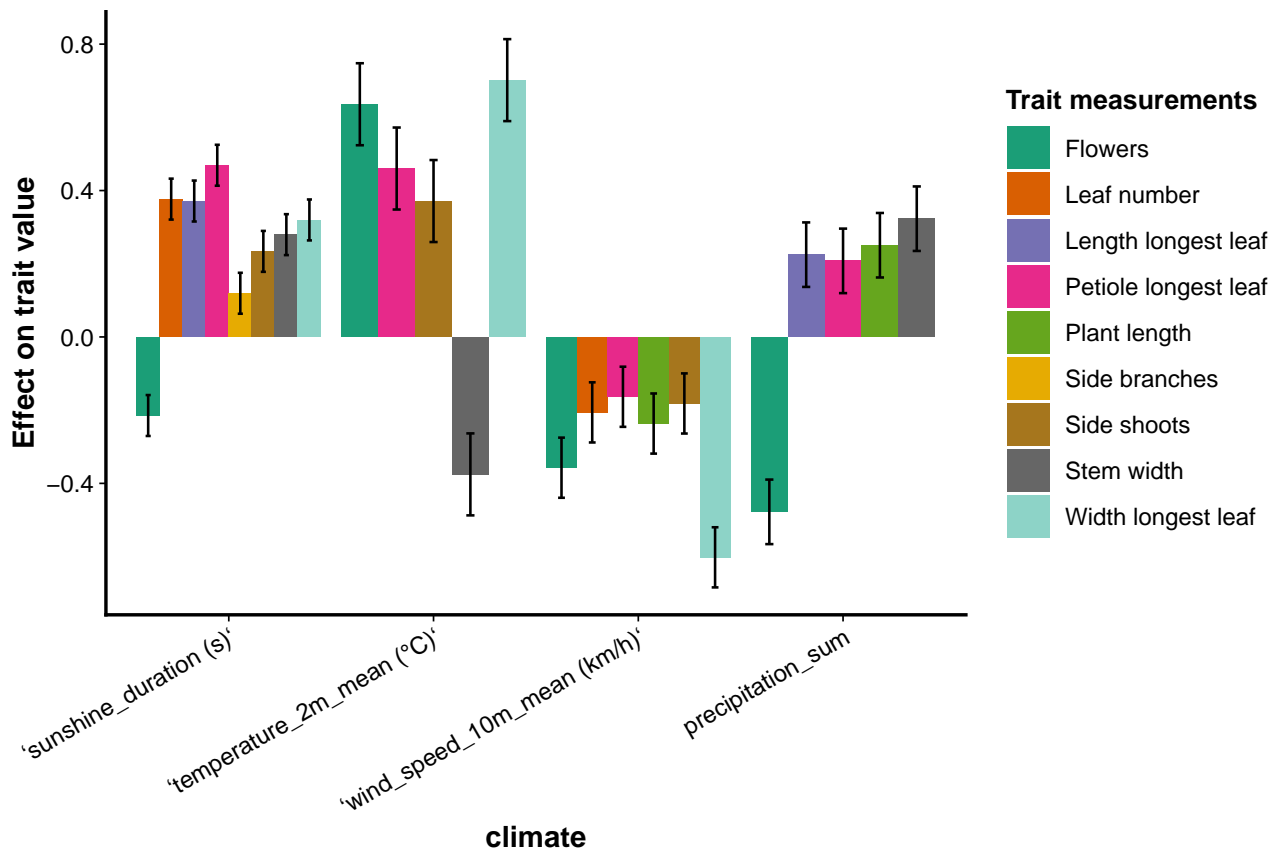 Effect on trait value
0.8
0.4
0.0
−0.4
‘sunshine_duration (s)‘
‘temperature_2m_mean (°C)‘
‘wind_speed_10m_mean (km/h)‘
precipitation_sum
climate
Trait measurements
Flowers
Leaf number
Length longest leaf
Petiole longest leaf
Plant length
Side branches
Side shoots
Stem width
Width longest leaf